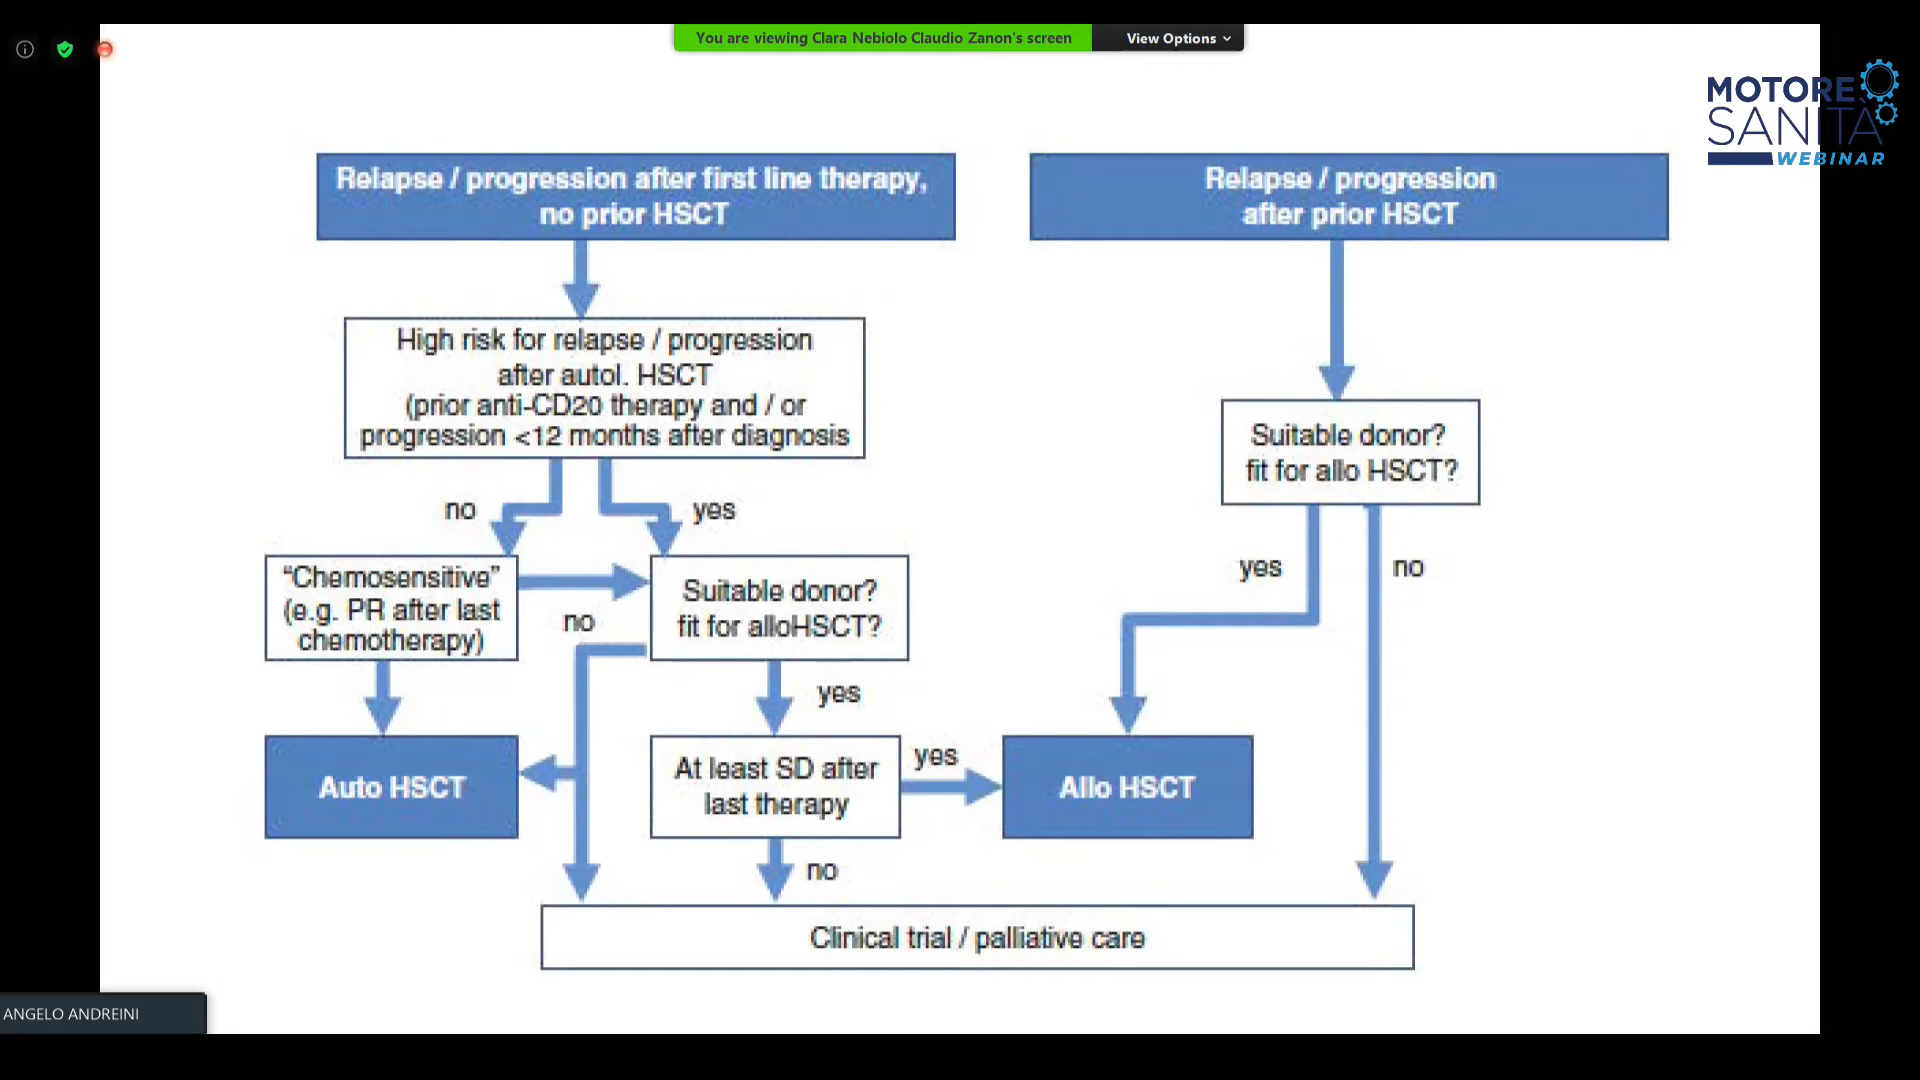 You are viewing Clara Nebiolo Claudio Zanon's screen
View Options
MOTORE
SANITÀ
WEBINAR
Relapse / progression after first line therapy,
no prior HSCT
Relapse / progression
after prior HSCT
High risk for relapse / progression
after autol. HSCT
(prior anti-CD20 therapy and / or
progression <12 months after diagnosis
Suitable donor?
fit for allo HSCT?
no
yes
yes
no
“Chemosensitive”
(e.g. PR after last
chemotherapy)
no
Suitable donor?
fit for alloHSCT?
yes
Auto HSCT
At least SD after
last therapy
yes
Allo HSCT
no
Clinical trial / palliative care
ANGELO ANDREINI